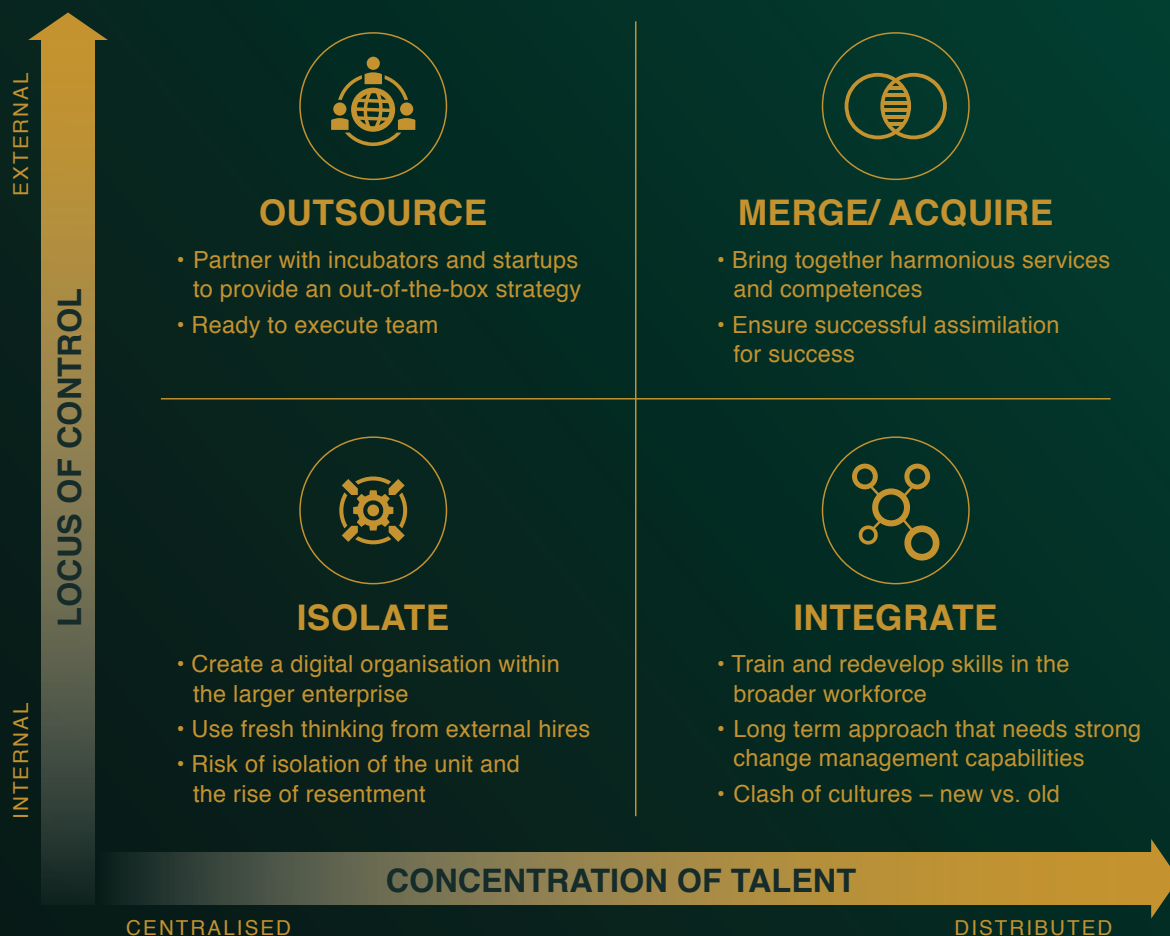 EXTERNAL
LOCUS OF CONTROL
INTERNAL
OUTSOURCE
• Partner with incubators and startups
to provide an out-of-the-box strategy
• Ready to execute team
MERGE/ ACQUIRE
• Bring together harmonious services
and competences
• Ensure successful assimilation
for success
ISOLATE
• Create a digital organisation within
the larger enterprise
• Use fresh thinking from external hires
• Risk of isolation of the unit and
the rise of resentment
INTEGRATE
• Train and redevelop skills in the
broader workforce
• Long term approach that needs strong
change management capabilities
• Clash of cultures – new vs. old
CONCENTRATION OF TALENT
CENTRALISED
DISTRIBUTED